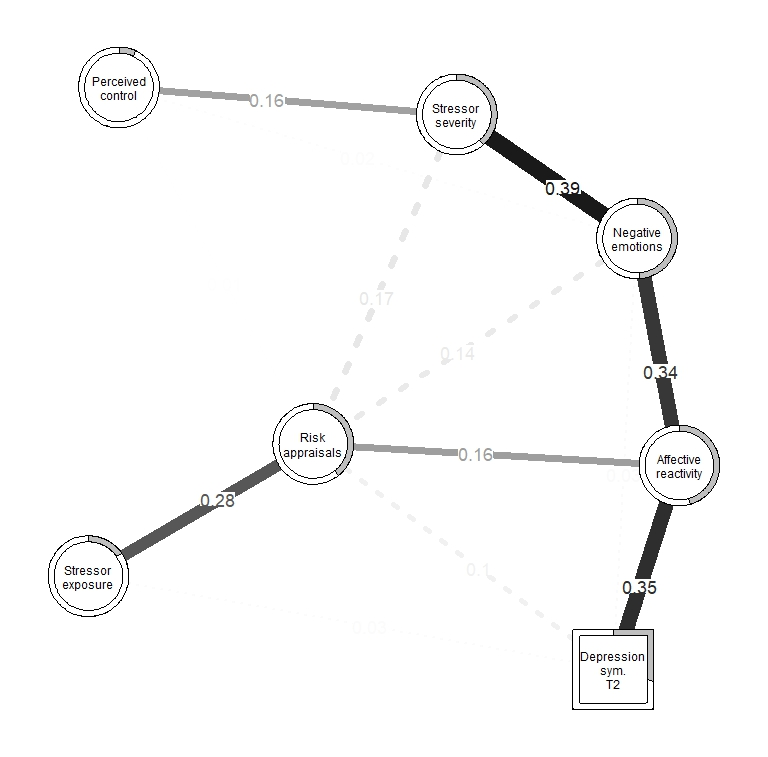 Perceived
control
0.16
Stressor
severity
0.02
0.39
Negative
emotions
0.17
0.14
0.34
Risk
appraisals
0.16
Affective
reactivity
0.28
0.1
Stressor
exposure
0.35
0.03
Depression
sym.
T2